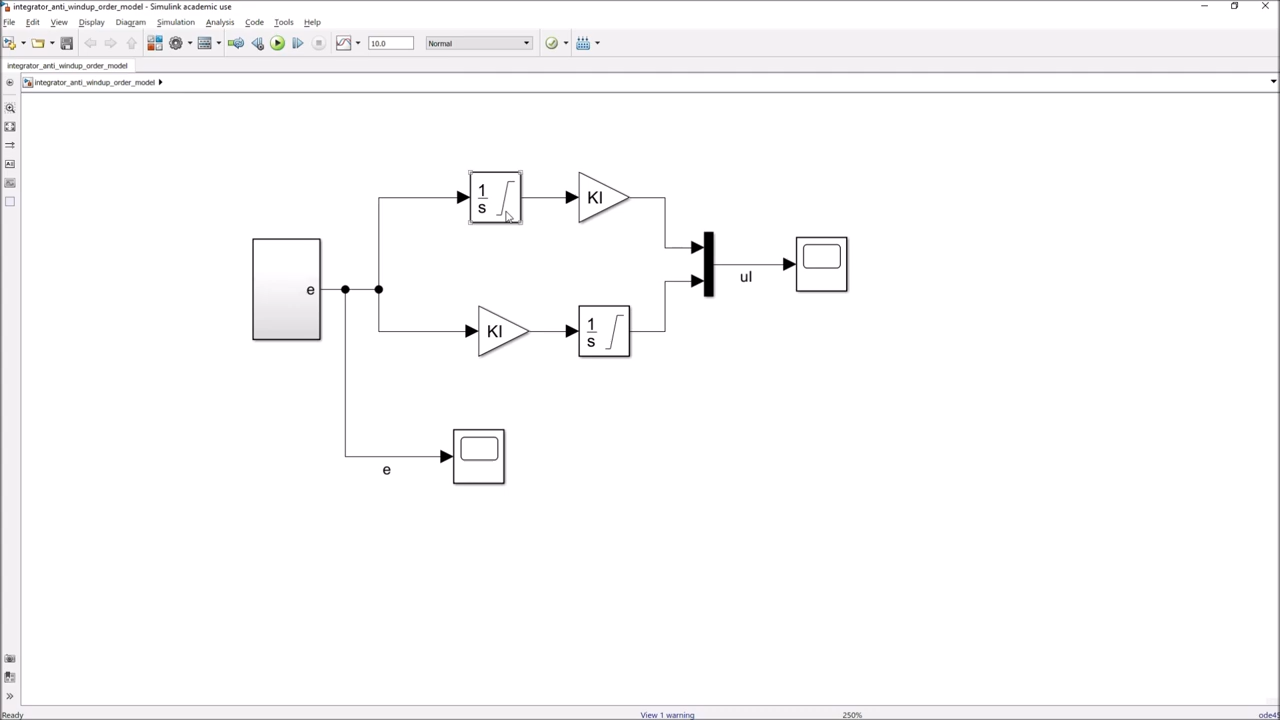 integrator_anti_windup_order_model - Simulink academic use
File Edit View Display Diagram Simulation Analysis Code Tools Help
10.0 Normal
integrator_anti_windup_order_model
integrator_anti_windup_order_model
1
s
KI
e
uI
KI
1
s
e
Ready View 1 warning 250%